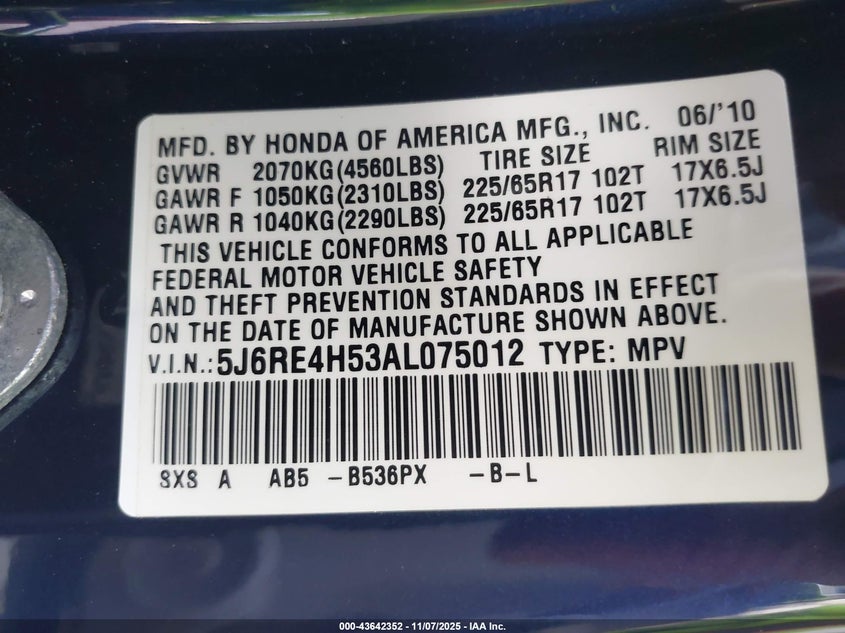 MFD. BY HONDA OF AMERICA MFG., INC. 06/'10
GVWR 2070KG(4560LBS) TIRE SIZE RIM SIZE
GAWR F 1050KG(2310LBS) 225/65R17 102T 17X6.5J
GAWR R 1040KG(2290LBS) 225/65R17 102T 17X6.5J
THIS VEHICLE CONFORMS TO ALL APPLICABLE
FEDERAL MOTOR VEHICLE SAFETY
AND THEFT PREVENTION STANDARDS IN EFFECT
ON THE DATE OF MANUFACTURE SHOWN ABOVE.
V.I.N.:5J6RE4H53AL075012 TYPE: MPV
SXS A AB5 -B536PX -B-L
000-43642352 - 11/07/2025 - IAA Inc.